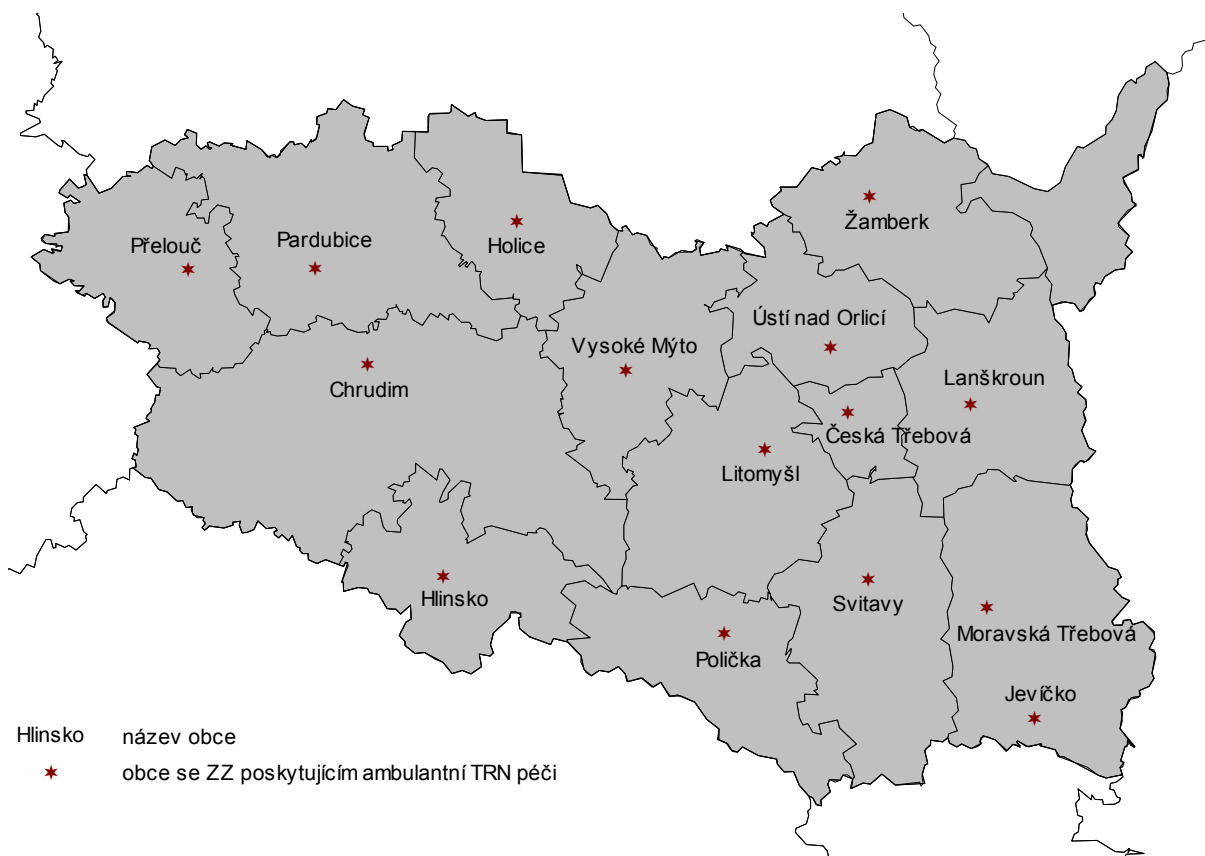 Žamberk
Holice
Pardubice
Přelouč
Ústí nad Orlicí
Vysoké Mýto
Lanškroun
Chrudim
Česká Třebová
Litomyšl
Hlinsko
Svitavy
Moravská Třebová
Polička
Jevíčko
Hlinsko název obce
obce se ZZ poskytujícím ambulantní TRN péči